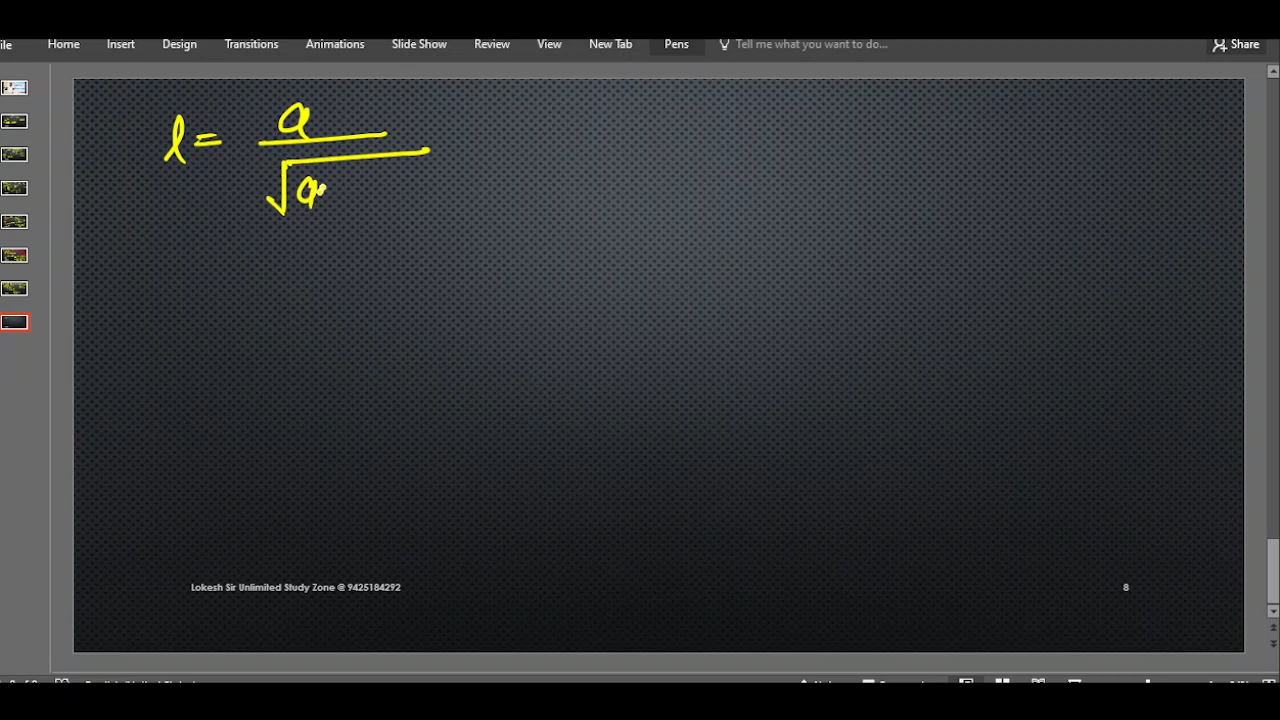 ile Home Insert Design Transitions Animations Slide Show Review View New Tab Pens Tell me what you want to do... Share
l = a / √a
Lokesh Sir Unlimited Study Zone @ 9425184292 8